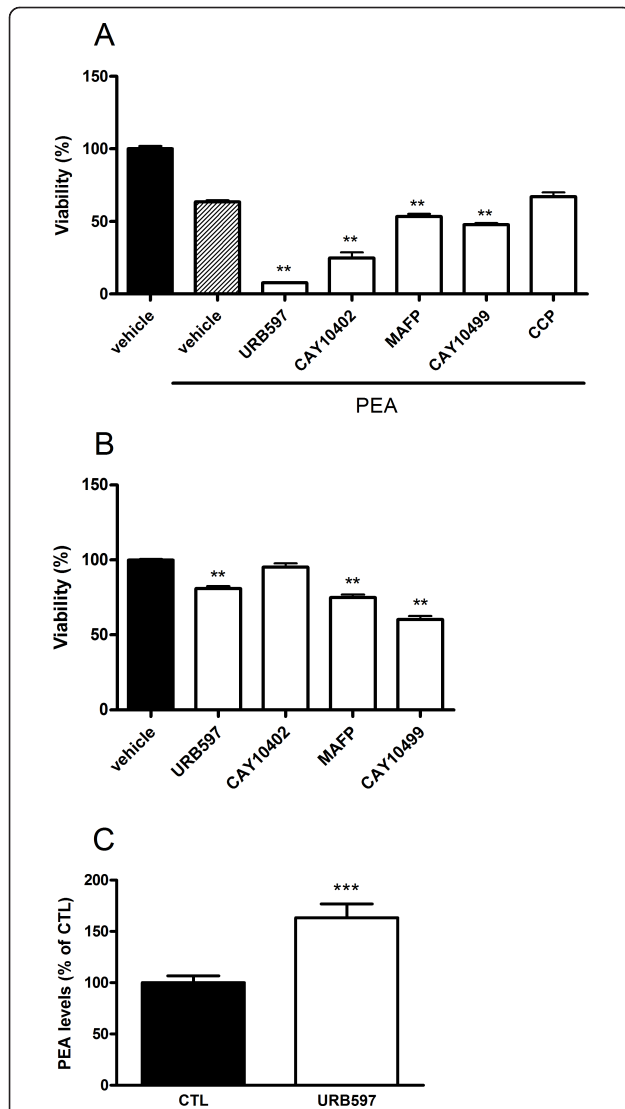 A
150
100
50
0
Viability (%)
**
**
**
**
vehicle
vehicle
URB597
CAY10402
MAFP
CAY10499
CCP
PEA
B
150
100
50
0
Viability (%)
**
**
**
vehicle
URB597
CAY10402
MAFP
CAY10499
C
200
150
100
50
0
PEA levels (% of CTL)
***
CTL
URB597